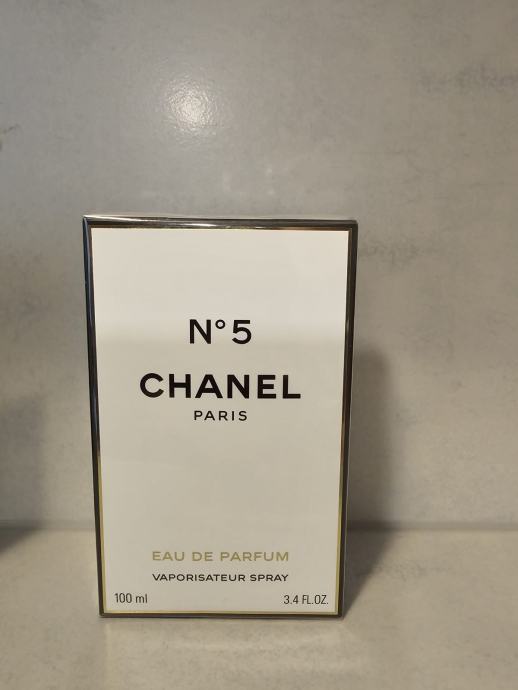 N°5
CHANEL
PARIS
EAU DE PARFUM
VAPORISATEUR SPRAY
100 ml 3.4 FL.OZ.